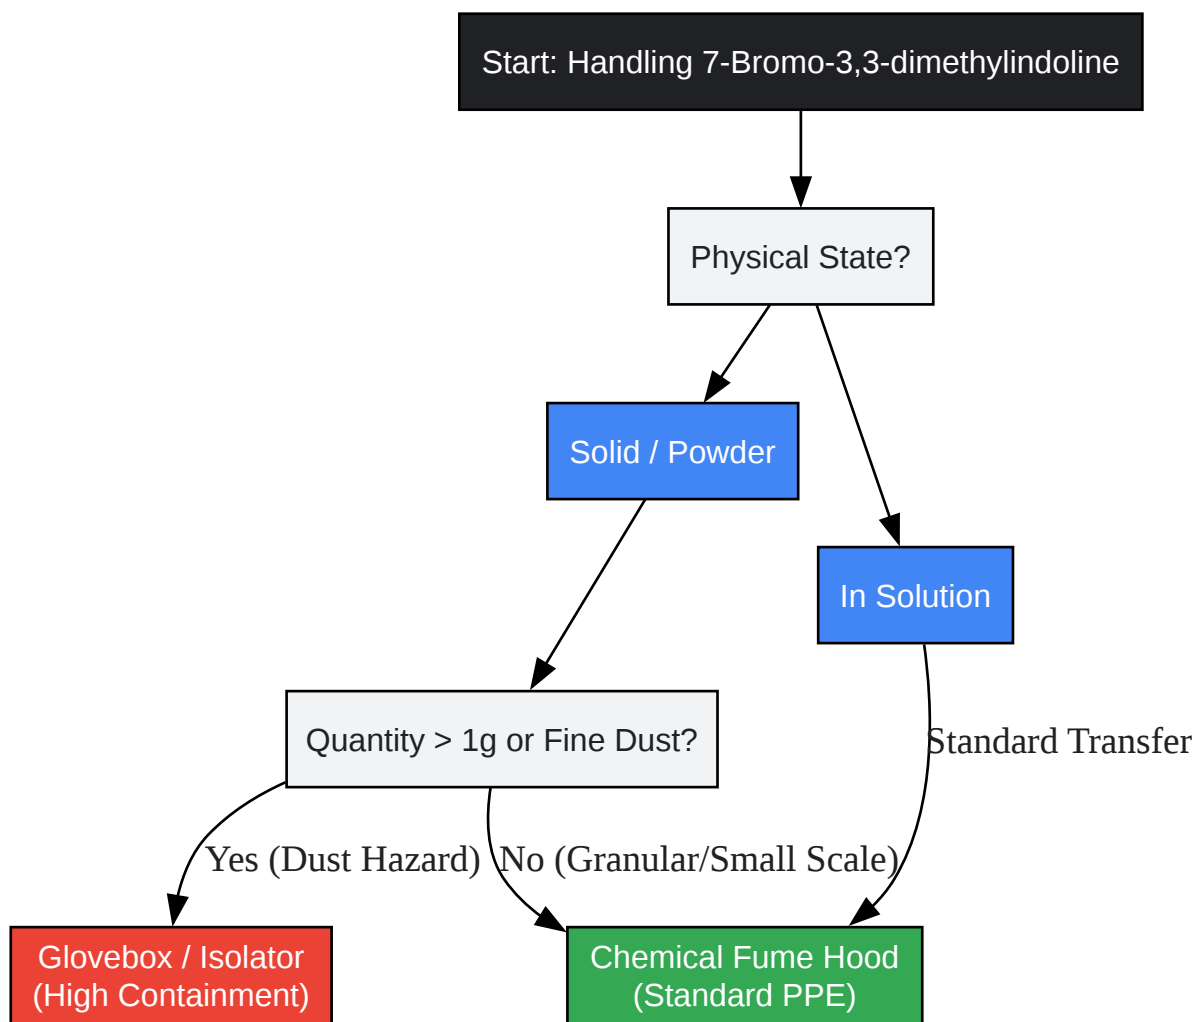 Start: Handling 7-Bromo-3,3-dimethylindoline
Physical State?
Solid / Powder
In Solution
Quantity > 1g or Fine Dust?
Standard Transfer
Yes (Dust Hazard)
No (Granular/Small Scale)
Glovebox / Isolator
(High Containment)
Chemical Fume Hood
(Standard PPE)